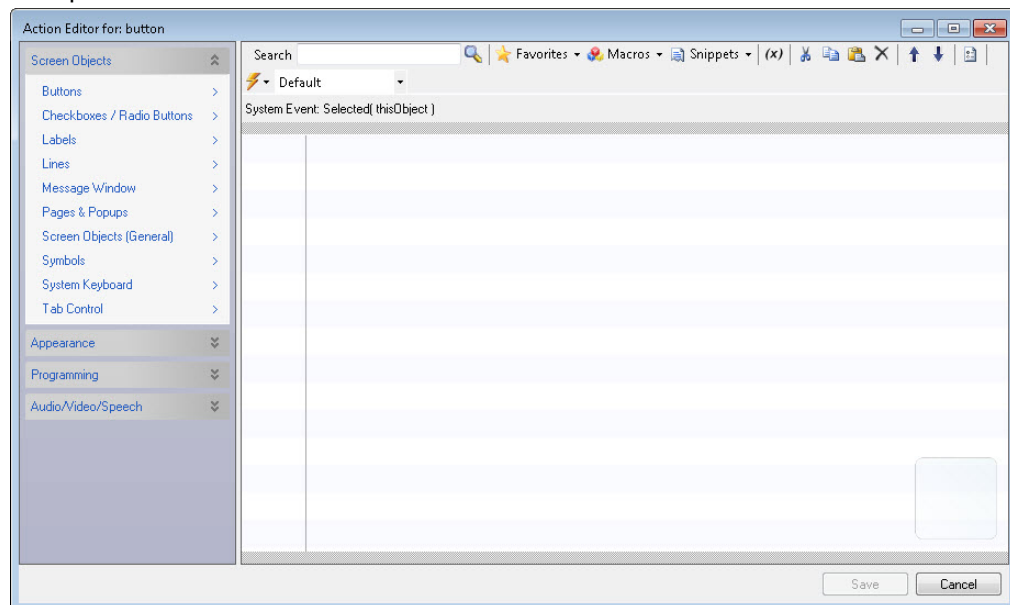 Action Editor for: button
Screen Objects
Buttons
Checkboxes / Radio Buttons
Labels
Lines
Message Window
Pages & Popups
Screen Objects (General)
Symbols
System Keyboard
Tab Control
Appearance
Programming
Audio/Video/Speech
Search Favorites Macros Snippets (x)
Default
System Event: Selected( thisObject )
Save Cancel